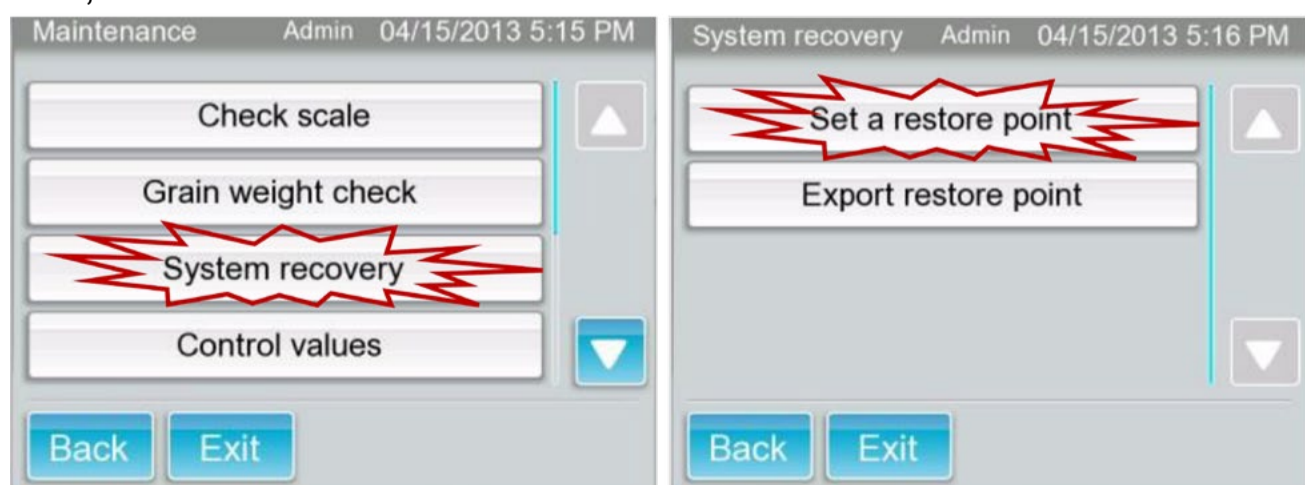 Maintenance Admin 04/15/2013 5:15 PM
Check scale
Grain weight check
System recovery
Control values
Back Exit
System recovery Admin 04/15/2013 5:16 PM
Set a restore point
Export restore point
Back Exit